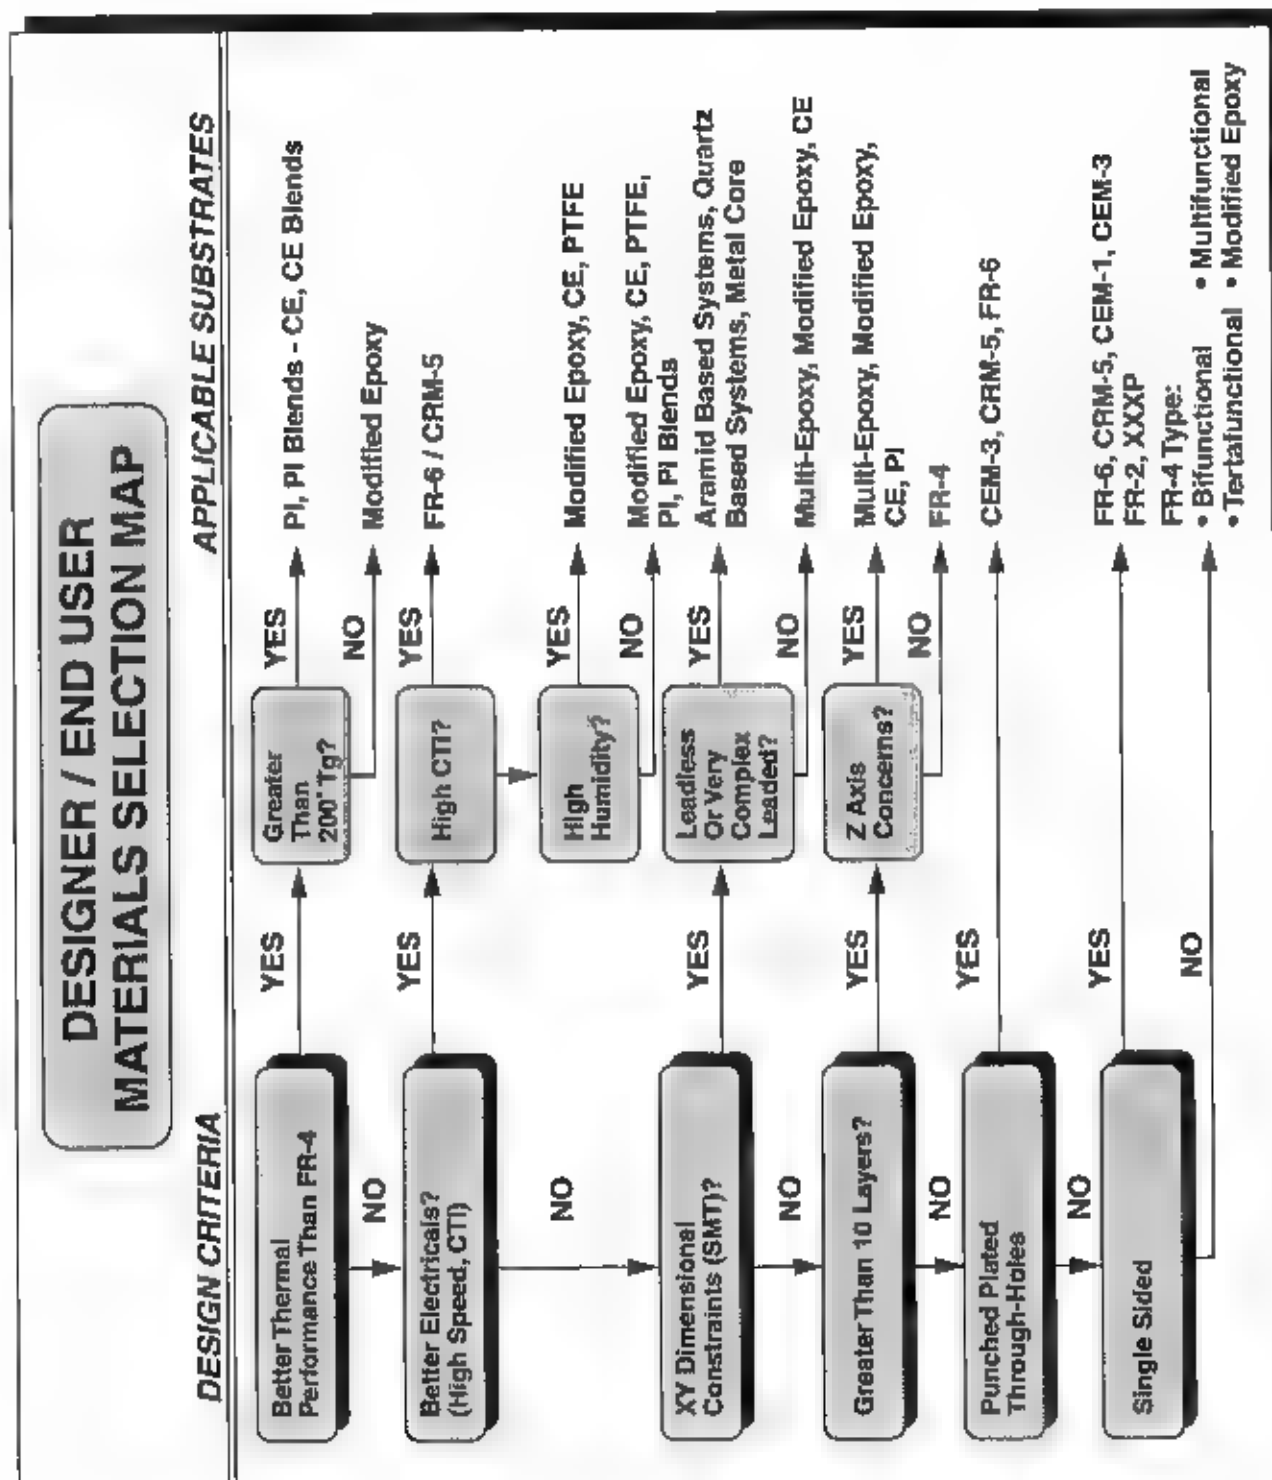 DESIGNER / END USER
MATERIALS SELECTION MAP
DESIGN CRITERIA
APPLICABLE SUBSTRATES
Better Thermal
Performance Than FR-4
YES
Greater
Than
200° Tg?
YES
PI, PI Blends - CE, CE Blends
NO
Modified Epoxy
NO
Better Electricals?
(High Speed, CTI)
YES
High CTI?
YES
FR-6 / CRM-5
High
Humidity?
YES
Modified Epoxy, CE, PTFE
NO
Modified Epoxy, CE, PTFE,
PI, PI Blends
NO
XY Dimensional
Constraints (SMT)?
YES
Leadless
Or Very
Complex
Leaded?
YES
Aramid Based Systems, Quartz
Based Systems, Metal Core
NO
Multi-Epoxy, Modified Epoxy, CE
NO
Greater Than 10 Layers?
YES
Z Axis
Concerns?
YES
Multi-Epoxy, Modified Epoxy,
CE, PI
NO
FR-4
NO
Punched Plated
Through-Holes
YES
CEM-3, CRM-5, FR-6
NO
Single Sided
YES
FR-6, CRM-5, CEM-1, CEM-3
FR-2, XXXP
NO
FR-4 Type:
• Bifunctional • Multifunctional
• Tertafunctional • Modified Epoxy